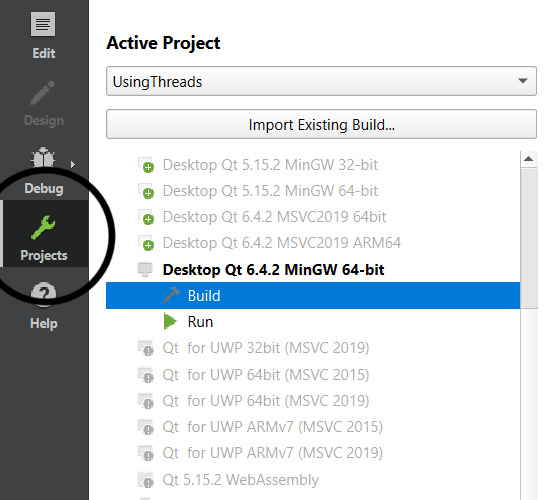 Edit
Design
Debug
Projects
Help
Active Project
UsingThreads
Import Existing Build...
Desktop Qt 5.15.2 MinGW 32-bit
Desktop Qt 5.15.2 MinGW 64-bit
Desktop Qt 6.4.2 MSVC2019 64bit
Desktop Qt 6.4.2 MSVC2019 ARM64
Desktop Qt 6.4.2 MinGW 64-bit
Build
Run
Qt  for UWP 32bit (MSVC 2019)
Qt  for UWP 64bit (MSVC 2015)
Qt  for UWP 64bit (MSVC 2019)
Qt  for UWP ARMv7 (MSVC 2015)
Qt  for UWP ARMv7 (MSVC 2019)
Qt 5.15.2 WebAssembly